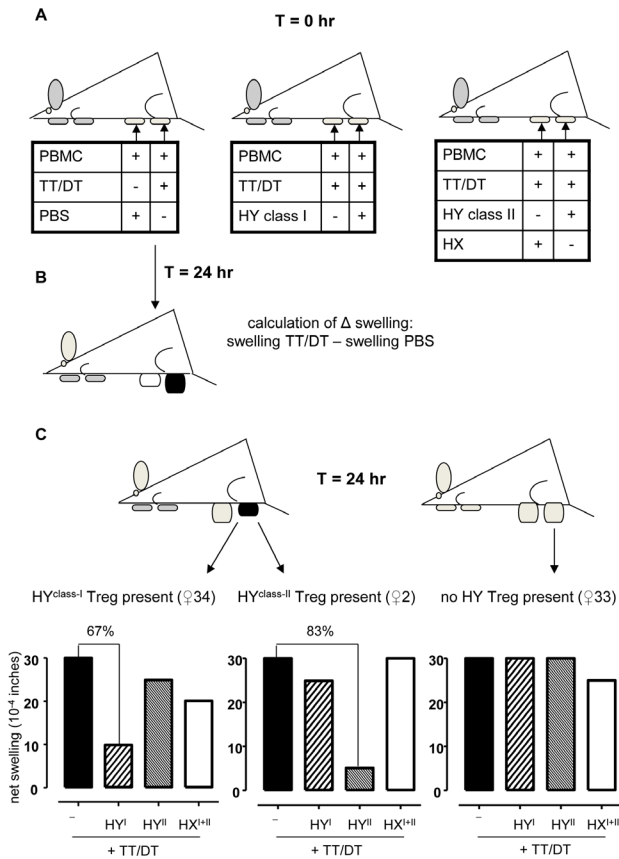 A
T = 0 hr
PBMC + +
TT/DT - +
PBS + -
PBMC + +
TT/DT + +
HY class I - +
PBMC + +
TT/DT + +
HY class II - +
HX + -
B
T = 24 hr
calculation of Δ swelling:
swelling TT/DT – swelling PBS
C
T = 24 hr
HYclass-I Treg present (♀34)
HYclass-II Treg present (♀2)
no HY Treg present (♀33)
net swelling (10-4 inches)
67%
30
20
10
0
– HYI HYII HXI+II
+ TT/DT
83%
30
20
10
0
– HYI HYII HXI+II
+ TT/DT
30
20
10
0
– HYI HYII HXI+II
+ TT/DT